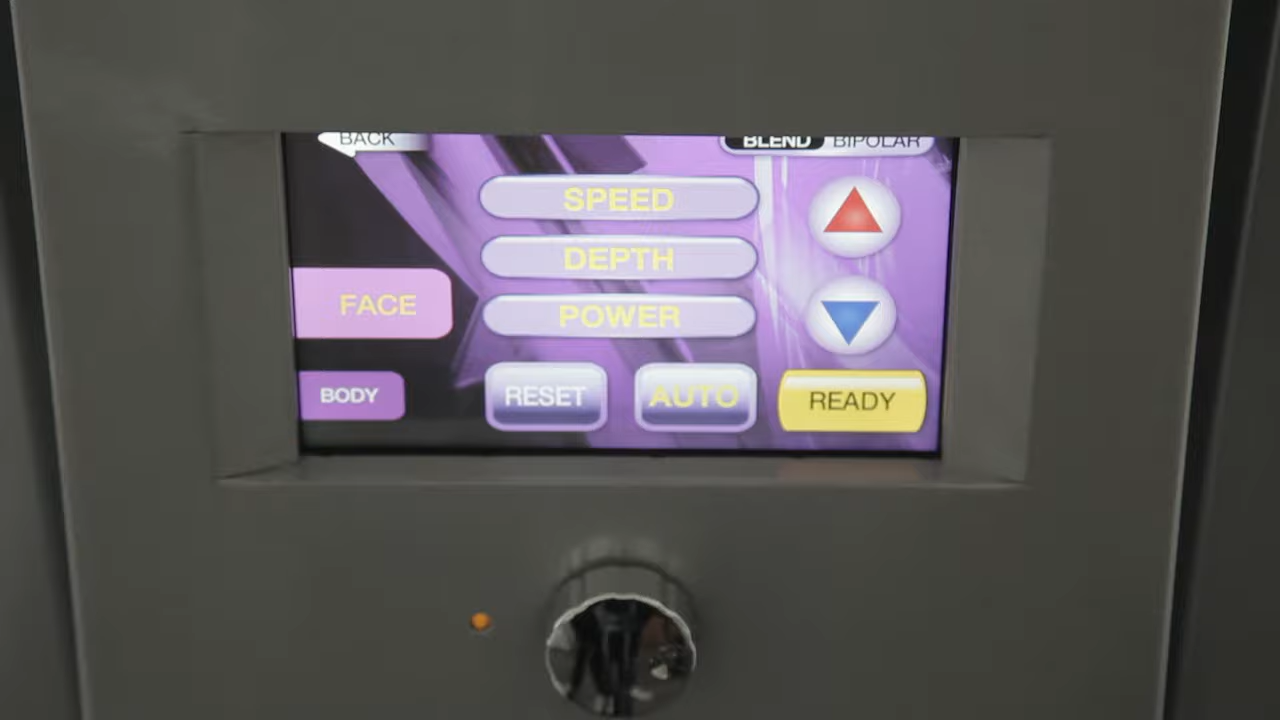 BACK
BLEND BIPOLAR
SPEED
DEPTH
FACE
POWER
BODY
RESET
AUTO
READY